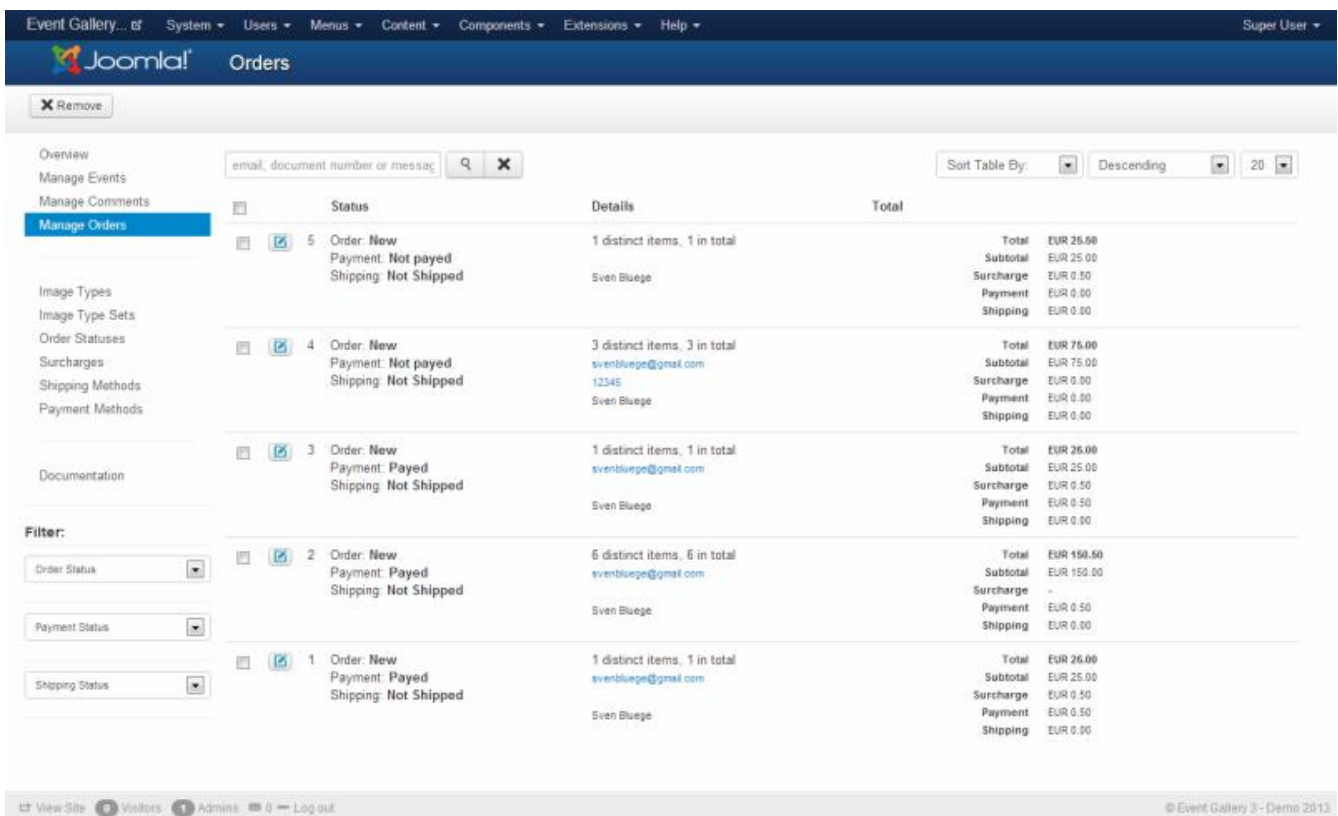 Event Gallery... System Users Menus Content Components Extensions Help Super User
Joomla! Orders
Remove
Overview
Manage Events
Manage Comments
Manage Orders
Image Types
Image Type Sets
Order Statuses
Surcharges
Shipping Methods
Payment Methods
Documentation
Filter:
Order Status
Payment Status
Shipping Status
email, document number or messag
Sort Table By: Descending 20
Status Details Total
5 Order: New 1 distinct items, 1 in total Total EUR 25.50
Payment: Not payed Subtotal EUR 25.00
Shipping: Not Shipped Sven Bluege Surcharge EUR 0.50
Payment EUR 0.00
Shipping EUR 0.00
4 Order: New 3 distinct items, 3 in total Total EUR 75.00
Payment: Not payed svenbluege@gmail.com Subtotal EUR 75.00
Shipping: Not Shipped 12345 Surcharge EUR 0.00
Sven Bluege Payment EUR 0.00
Shipping EUR 0.00
3 Order: New 1 distinct items, 1 in total Total EUR 26.00
Payment: Payed svenbluege@gmail.com Subtotal EUR 25.00
Shipping: Not Shipped Surcharge EUR 0.50
Sven Bluege Payment EUR 0.50
Shipping EUR 0.00
2 Order: New 6 distinct items, 6 in total Total EUR 150.50
Payment: Payed svenbluege@gmail.com Subtotal EUR 150.00
Shipping: Not Shipped Surcharge -
Sven Bluege Payment EUR 0.50
Shipping EUR 0.00
1 Order: New 1 distinct items, 1 in total Total EUR 26.00
Payment: Payed svenbluege@gmail.com Subtotal EUR 25.00
Shipping: Not Shipped Surcharge EUR 0.50
Sven Bluege Payment EUR 0.50
Shipping EUR 0.00
View Site 0 Visitors 1 Admins 0 Log out © Event Gallery 3 - Demo 2013